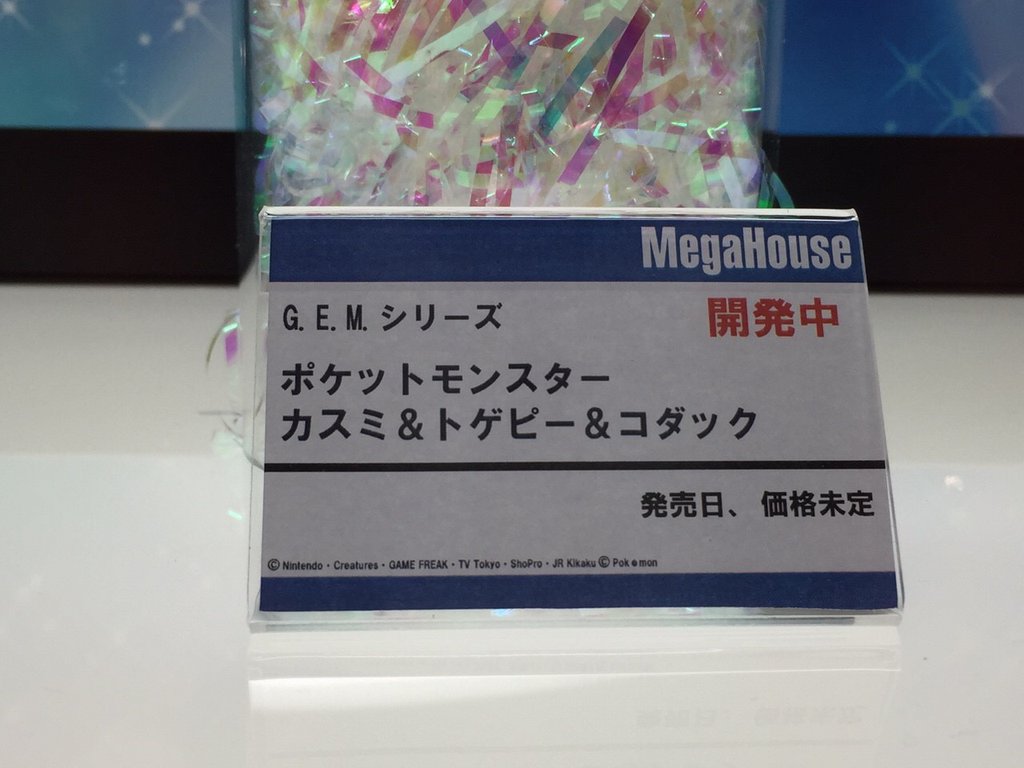 MegaHouse
G.E.M.シリーズ
開発中
ポケットモンスター
カスミ＆トゲピー＆コダック
発売日、価格未定
©Nintendo・Creatures・GAME FREAK・TV Tokyo・ShoPro・JR Kikaku ©Pokémon